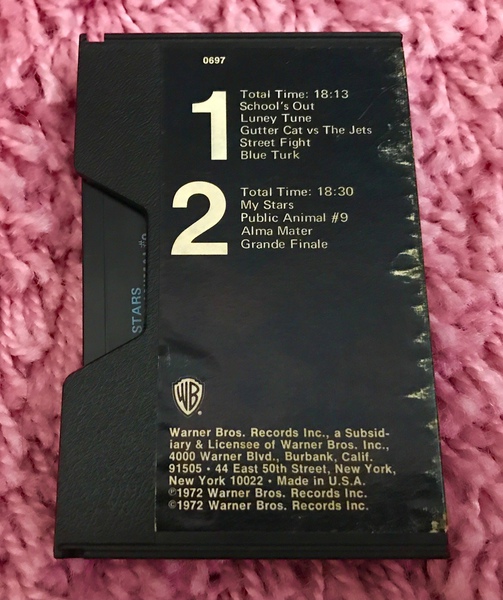 0697
1
Total Time: 18:13
School's Out
Luney Tune
Gutter Cat vs The Jets
Street Fight
Blue Turk
2
Total Time: 18:30
My Stars
Public Animal #9
Alma Mater
Grande Finale
STARS
WB
Warner Bros. Records Inc., a Subsid-
iary & Licensee of Warner Bros. Inc.,
4000 Warner Blvd., Burbank, Calif.
91505 • 44 East 50th Street, New York,
New York 10022 • Made in U.S.A.
℗1972 Warner Bros. Records Inc.
©1972 Warner Bros. Records Inc.